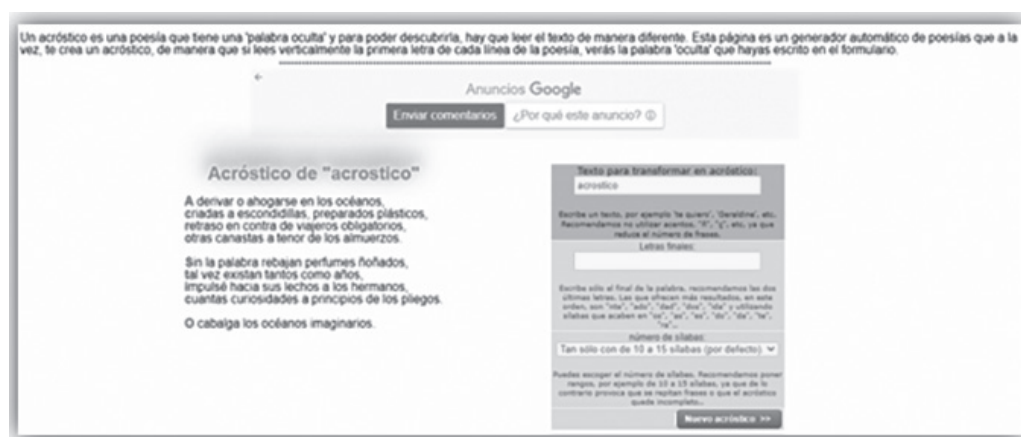 Un acróstico es una poesía que tiene una 'palabra oculta' y para poder descubrirla, hay que leer el texto de manera diferente. Esta página es un generador automático de poesías que a la
vez, te crea un acróstico, de manera que si lees verticalmente la primera letra de cada línea de la poesía, verás la palabra 'oculta' que hayas escrito en el formulario.
Anuncios Google
Enviar comentarios ¿Por qué este anuncio?
Acróstico de "acrostico"
A derivar o ahogarse en los océanos,
criadas a escondidillas, preparados plásticos,
retraso en contra de viajeros obligatorios,
otras canastas a tenor de los almuerzos.
Sin la palabra rebajan perfumes ñoñados,
tal vez existan tantos como años,
Impulsé hacia sus lechos a los hermanos,
cuantas curiosidades a principios de los pliegos.
O cabalga los océanos imaginarios.
Texto para transformar en acróstico:
acrostico
Escribe un texto, por ejemplo 'te quiero', 'Geraldine', etc.
Recomendamos no utilizar acentos, "ñ", "ç", etc, ya que
reduce el número de frases.
Letras finales:
Escribe sólo el final de la palabra, recomendamos las dos
últimas letras. Las que ofrecen más resultados, en este
orden, son "nte", "ado", "dad", "dos", "ida" y utilizando
sílabas que acaben en "os", "as", "es", "do", "da", "te",
"ra"...
número de sílabas:
Tan sólo con de 10 a 15 sílabas (por defecto)
Puedes escoger el número de sílabas. Recomendamos poner
rangos, por ejemplo de 10 a 15 sílabas, ya que de lo
contrario provoca que se repitan frases o que el acróstico
quede incompleto...
Nuevo acróstico >>